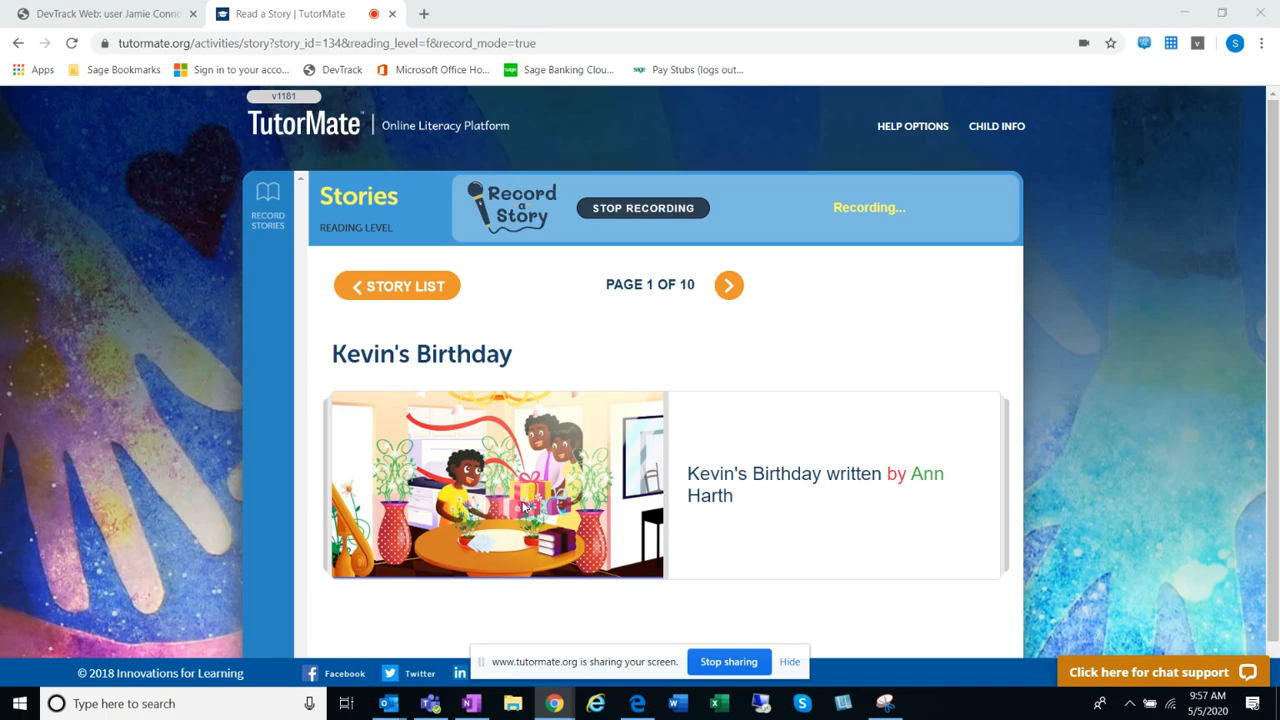 DevTrack Web: user Jamie Conno
Read a Story | TutorMate
tutormate.org/activities/story?story_id=134&reading_level=f&record_mode=true
S
Apps
Sage Bookmarks
Sign in to your acco...
DevTrack
Microsoft Office Ho...
Sage Banking Clou...
Pay Stubs (logs out...
v1181
TutorMate
Online Literacy Platform
HELP OPTIONS
CHILD INFO
RECORD
STORIES
Stories
READING LEVEL
Record
a
Story
STOP RECORDING
Recording...
STORY LIST
PAGE 1 OF 10
Kevin's Birthday
Kevin's Birthday written by Ann
Harth
www.tutormate.org is sharing your screen.
Stop sharing
Hide
© 2018 Innovations for Learning
Facebook
Twitter
Click here for chat support
Type here to search
9:57 AM
5/5/2020